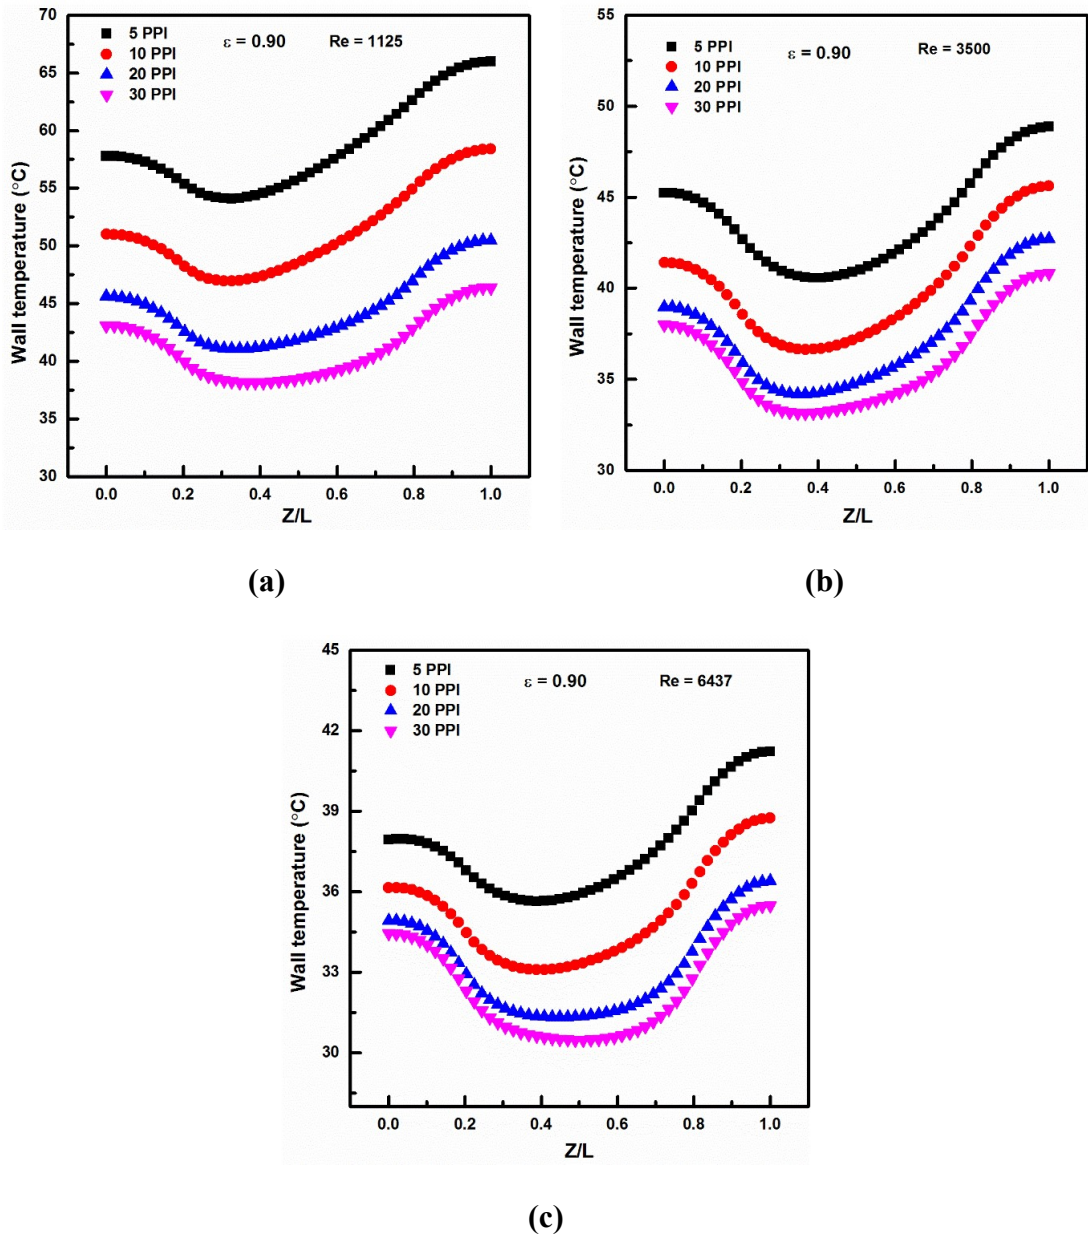 70
65
60
55
50
45
40
35
30
Wall temperature (°C)
5 PPI
10 PPI
20 PPI
30 PPI
ε = 0.90
Re = 1125
0.0 0.2 0.4 0.6 0.8 1.0
Z/L
(a)
55
50
45
40
35
30
Wall temperature (°C)
5 PPI
10 PPI
20 PPI
30 PPI
ε = 0.90
Re = 3500
0.0 0.2 0.4 0.6 0.8 1.0
Z/L
(b)
45
42
39
36
33
30
Wall temperature (°C)
5 PPI
10 PPI
20 PPI
30 PPI
ε = 0.90
Re = 6437
0.0 0.2 0.4 0.6 0.8 1.0
Z/L
(c)